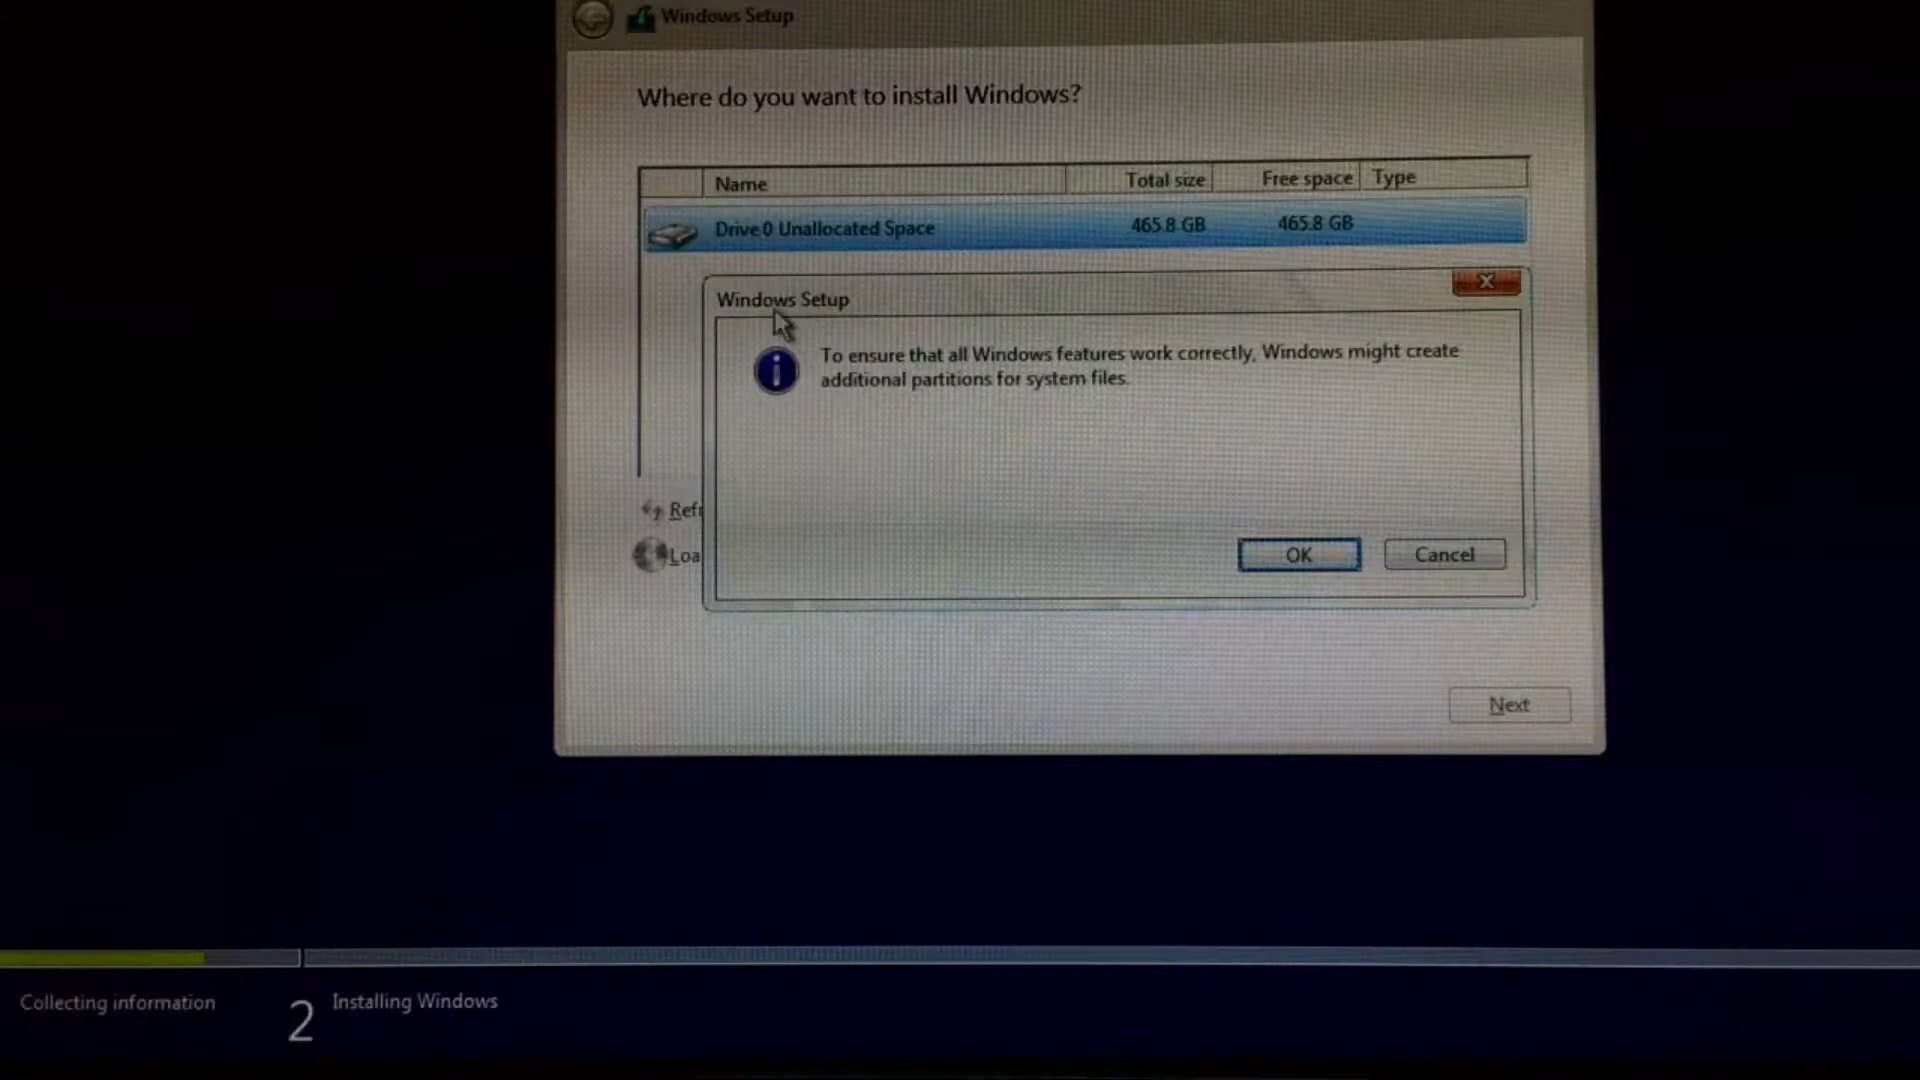 Windows Setup
Where do you want to install Windows?
Name Total size Free space Type
Drive 0 Unallocated Space 465.8 GB 465.8 GB
Windows Setup
To ensure that all Windows features work correctly, Windows might create
additional partitions for system files.
Refr
Loa
OK Cancel
Next
Collecting information
2 Installing Windows